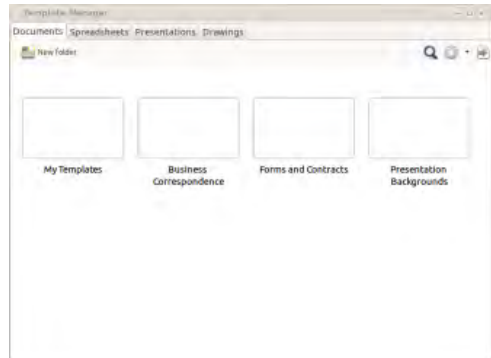 Template Manager
Documents Spreadsheets Presentations Drawings
New folder
My Templates
Business
Correspondence
Forms and Contracts
Presentation
Backgrounds